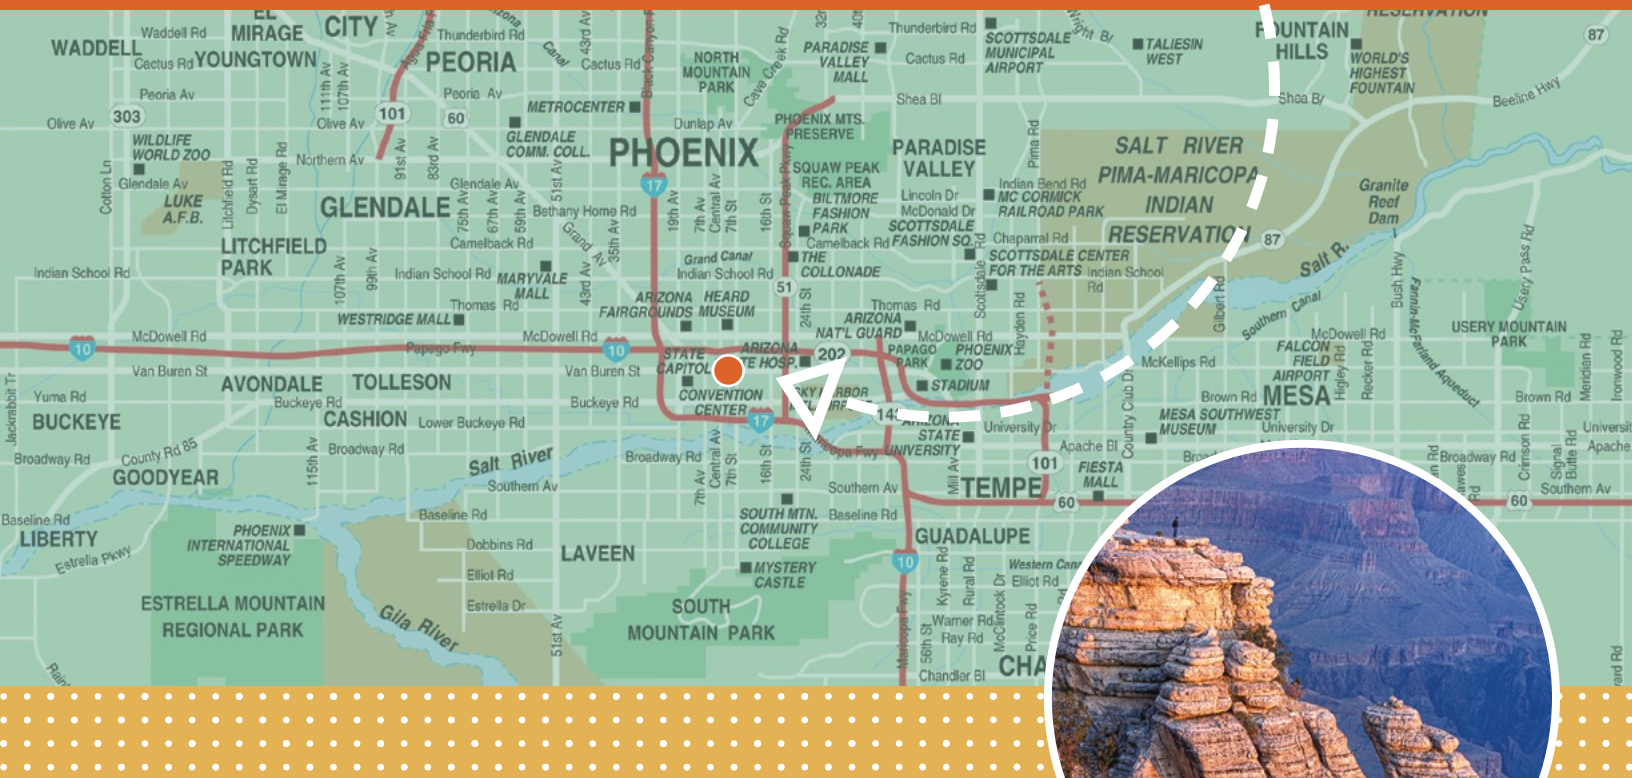 EL
MIRAGE
CITY
Waddell Rd
WADDELL
Cactus Rd
YOUNGTOWN
Peoria Av
303
Olive Av
WILDLIFE
WORLD ZOO
Glendale Av
LUKE
A.F.B.
Cotton Ln
Litchfield Rd
Dysart Rd
El Mirage Rd
111th Av
107th Av
Olive Av
Northern Av
101
Thunderbird Rd
PEORIA
Peoria Av
60
91st Av
83rd Av
Canal
43rd Av
Cactus Rd
Black Canyon
METROCENTER
GLENDALE
COMM. COLL.
51st Av
GLENDALE
Glendale Av
75th Av
67th Av
59th Av
Bethany Home Rd
Camelback Rd
Grand Av
35th Av
LITCHFIELD
PARK
Indian School Rd
107th Av
99th Av
Indian School Rd
MARYVALE
MALL
43rd Av
Thomas Rd
WESTRIDGE MALL
NORTH
MOUNTAIN
PARK
Cave Creek Rd
Dunlap Av
PHOENIX
17
19th Av
7th Av
Central Av
7th St
16th St
Squaw Peak Pkwy
Grand Canal
Indian School Rd
ARIZONA
FAIRGROUNDS
HEARD
MUSEUM
32nd
40th
PARADISE
VALLEY
MALL
PHOENIX MTS.
PRESERVE
SQUAW PEAK
REC. AREA
BILTMORE
FASHION
PARK
Camelback Rd
THE
COLLONADE
51
24th St
Thunderbird Rd
Cactus Rd
Shea Bl
SCOTTSDALE
MUNICIPAL
AIRPORT
PARADISE
VALLEY
Lincoln Dr
McDonald Dr
SCOTTSDALE
FASHION SQ.
Pima Rd
Indian Bend Rd
MC CORMICK
RAILROAD PARK
Chaparral Rd
SCOTTSDALE CENTER
FOR THE ARTS
Indian School
Rd
Scottsdale Rd
Hayden Rd
Thomas Rd
ARIZONA
NAT'L GUARD
McDowell Rd
PAPAGO
PARK
PHOENIX
ZOO
STADIUM
Wright Bl
TALIESIN
WEST
FOUNTAIN
HILLS
RESERVATION
WORLD'S
HIGHEST
FOUNTAIN
87
Shea Bl
Beeline Hwy
SALT RIVER
PIMA-MARICOPA
INDIAN
RESERVATION
87
Granite
Reef
Dam
Salt R.
Southern Canal
Gilbert Rd
Bush Hwy
Usery Pass Rd
USERY MOUNTAIN
PARK
McDowell Rd
FALCON
FIELD
AIRPORT
Higley Rd
Recker Rd
Meridian Rd
Ironwood Rd
McKellips Rd
Country Club Dr
Brown Rd
MESA
Brown Rd
MESA SOUTHWEST
MUSEUM
University Dr
Apache
Broadway Rd
Crimson Rd
Signal
Butte Rd
Southern Av
60
10
McDowell Rd
Papago Fwy
McDowell Rd
10
Van Buren St
Van Buren St
STATE
CAPITOL
CONVENTION
CENTER
17
202
Jackrabbit Tr
Yuma Rd
BUCKEYE
AVONDALE
TOLLESON
Buckeye Rd
CASHION
Lower Buckeye Rd
Buckeye Rd
Broadway Rd
County Rd 85
GOODYEAR
115th Av
Broadway Rd
Salt River
Southern Av
Broadway Rd
7th Av
Central Av
7th St
16th St
24th St
ARIZONA
STATE
UNIVERSITY
University Dr
Apache Bl
101
Mill Av
TEMPE
FIESTA
MALL
60
Southern Av
Baseline Rd
LIBERTY
Estrella Pkwy
PHOENIX
INTERNATIONAL
SPEEDWAY
Baseline Rd
Dobbins Rd
Elliot Rd
Estrella Dr
LAVEEN
51st Av
Gila River
ESTRELLA MOUNTAIN
REGIONAL PARK
SOUTH MTN.
COMMUNITY
COLLEGE
Baseline Rd
MYSTERY
CASTLE
SOUTH
MOUNTAIN PARK
10
GUADALUPE
Maricopa Fwy
56th St
Kyrene Rd
Rural Rd
McClintock Dr
Price Rd
Elliot Rd
Warner Rd
Ray Rd
Chandler Bl